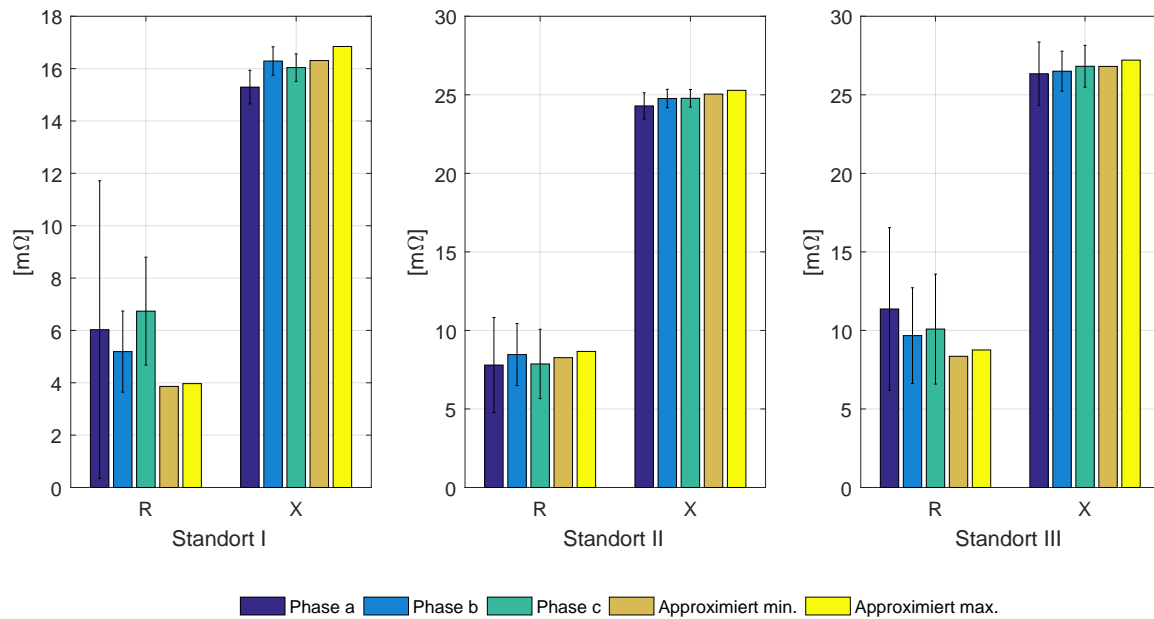 18
16
14
12
10
8
6
4
2
0
[mΩ]
R X
Standort I
30
25
20
15
10
5
0
[mΩ]
R X
Standort II
30
25
20
15
10
5
0
[mΩ]
R X
Standort III
Phase a Phase b Phase c Approximiert min. Approximiert max.